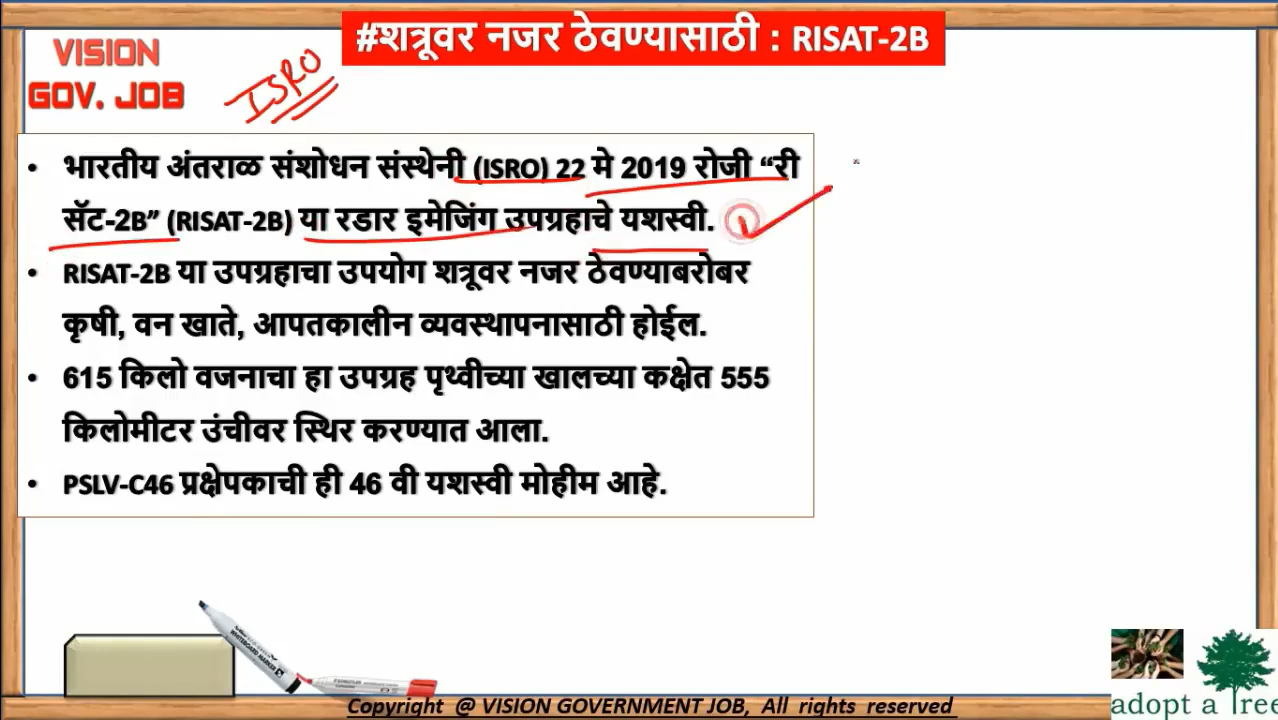 #शत्रूवर नजर ठेवण्यासाठी : RISAT-2B
VISION
GOV. JOB
ISRO
• भारतीय अंतराळ संशोधन संस्थेनी (ISRO) 22 मे 2019 रोजी “री
सॅट-2B” (RISAT-2B) या रडार इमेजिंग उपग्रहाचे यशस्वी.
• RISAT-2B या उपग्रहाचा उपयोग शत्रूवर नजर ठेवण्याबरोबर
कृषी, वन खाते, आपतकालीन व्यवस्थापनासाठी होईल.
• 615 किलो वजनाचा हा उपग्रह पृथ्वीच्या खालच्या कक्षेत 555
किलोमीटर उंचीवर स्थिर करण्यात आला.
• PSLV-C46 प्रक्षेपकाची ही 46 वी यशस्वी मोहीम आहे.
WHITEBOARD MARKER
adopt a Tree
Copyright @ VISION GOVERNMENT JOB, All rights reserved